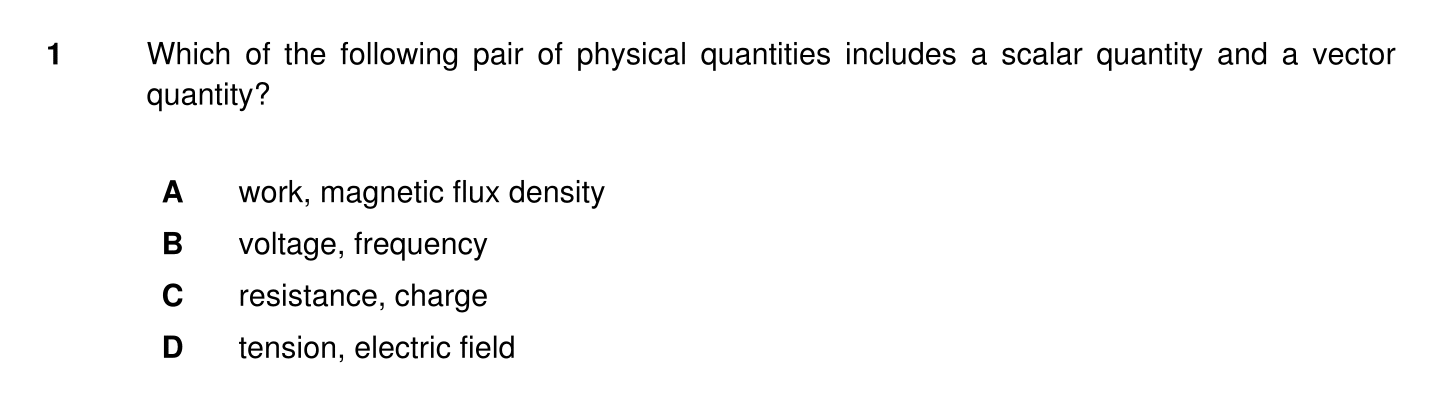 1 Which of the following pair of physical quantities includes a scalar quantity and a vector
quantity?
A work, magnetic flux density
B voltage, frequency
C resistance, charge
D tension, electric field